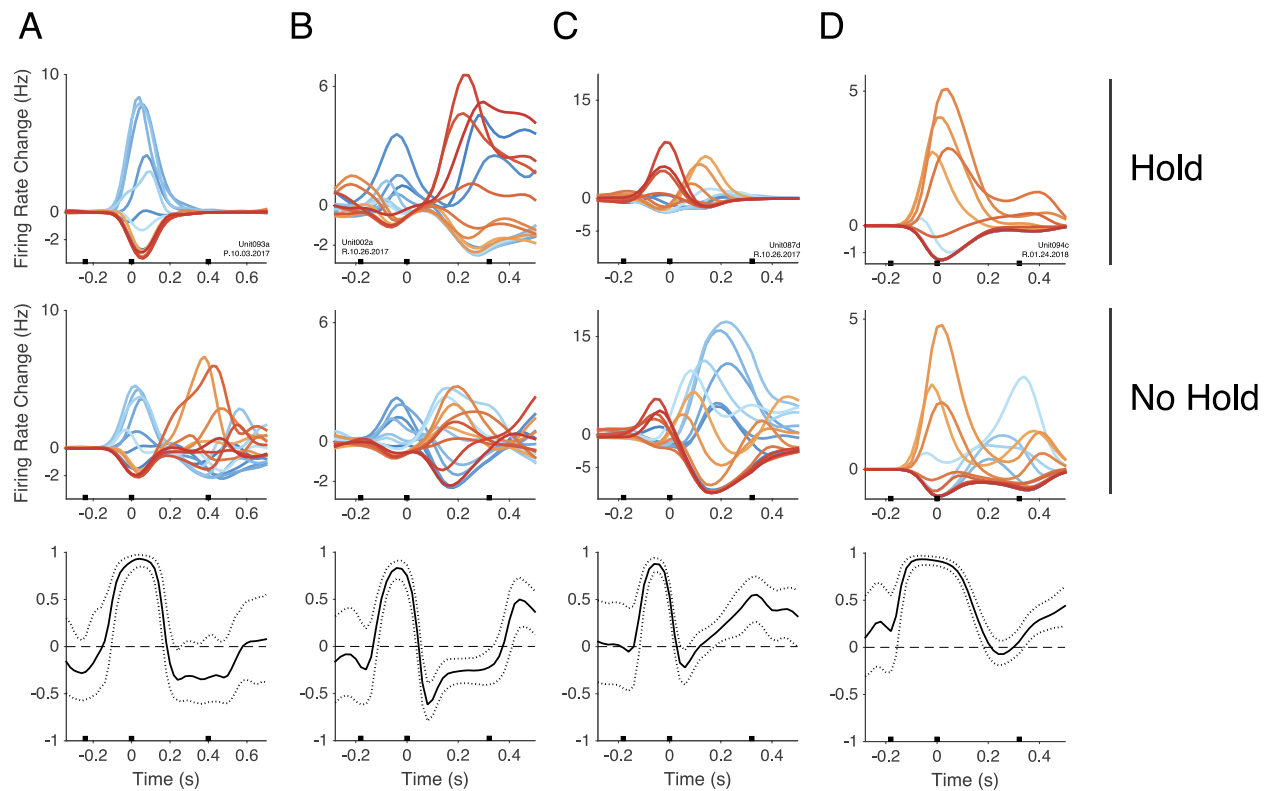 A B C D
Firing Rate Change (Hz)
10
0
-2
-0.2 0 0.2 0.4 0.6
Unit093a
P.10.03.2017
6
0
-2
-0.2 0 0.2 0.4
Unit002a
R.10.26.2017
15
0
-5
-0.2 0 0.2 0.4
Unit087d
R.10.26.2017
5
0
-1
-0.2 0 0.2 0.4
Unit094c
R.01.24.2018
Hold
Firing Rate Change (Hz)
10
0
-2
-0.2 0 0.2 0.4 0.6
6
0
-2
-0.2 0 0.2 0.4
15
0
-5
-0.2 0 0.2 0.4
5
0
-0.2 0 0.2 0.4
No Hold
1
0.5
0
-0.5
-1
-0.2 0 0.2 0.4 0.6
Time (s)
1
0.5
0
-0.5
-1
-0.2 0 0.2 0.4
Time (s)
1
0.5
0
-0.5
-1
-0.2 0 0.2 0.4
Time (s)
1
0.5
0
-0.5
-1
-0.2 0 0.2 0.4
Time (s)